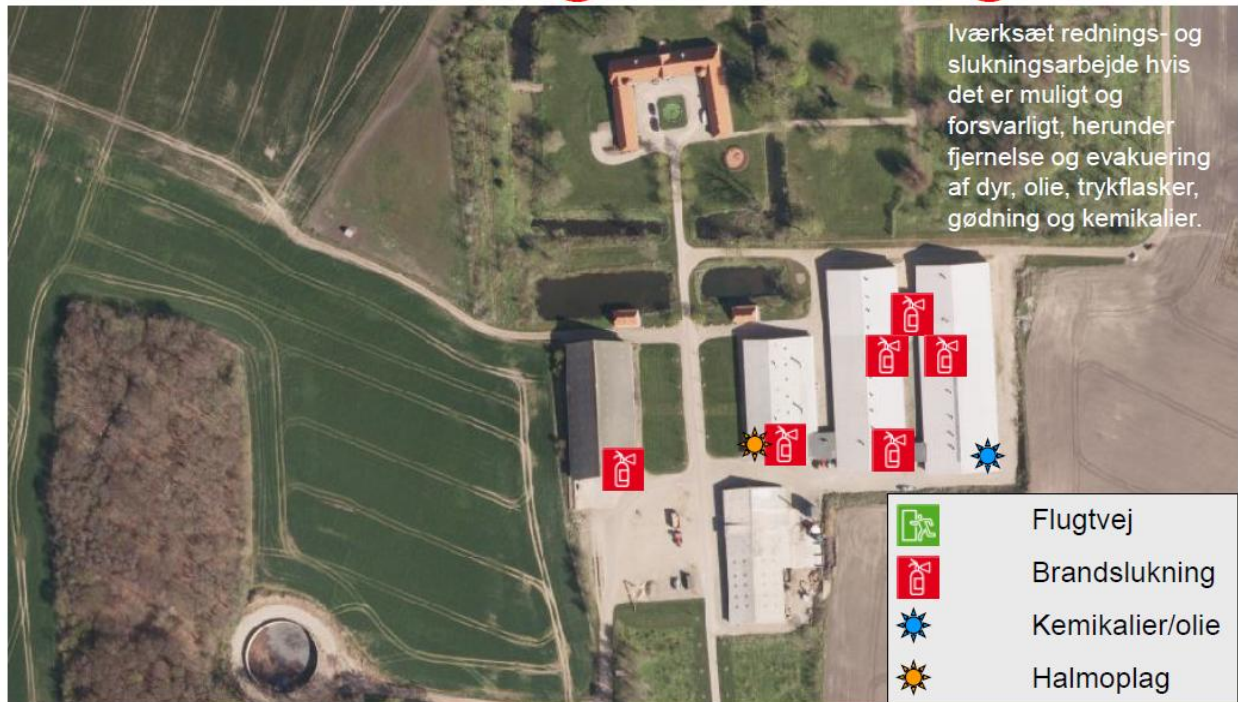 Iværksæt rednings- og
slukningsarbejde hvis
det er muligt og
forsvarligt, herunder
fjernelse og evakuering
af dyr, olie, trykflasker,
gødning og kemikalier.
Flugtvej
Brandslukning
Kemikalier/olie
Halmoplag